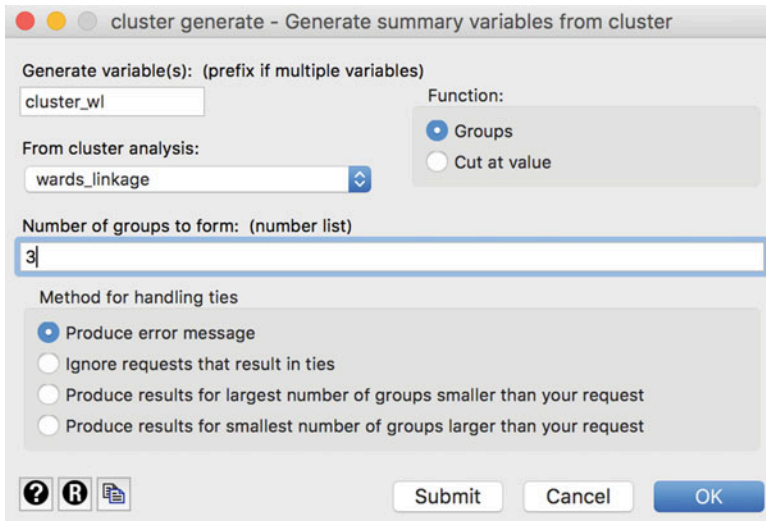 cluster generate - Generate summary variables from cluster
Generate variable(s): (prefix if multiple variables)
cluster_wl
Function:
Groups
Cut at value
From cluster analysis:
wards_linkage
Number of groups to form: (number list)
3
Method for handling ties
Produce error message
Ignore requests that result in ties
Produce results for largest number of groups smaller than your request
Produce results for smallest number of groups larger than your request
? R
Submit Cancel OK